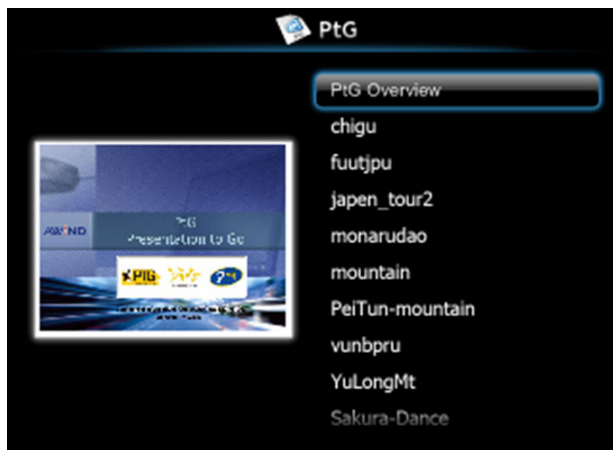 PtG
PtG Overview
chigu
fuutjpu
japen_tour2
monarudao
mountain
PeiTun-mountain
vunbpru
YuLongMt
Sakura-Dance
AWIND
PtG
Presentation to Go
PtG